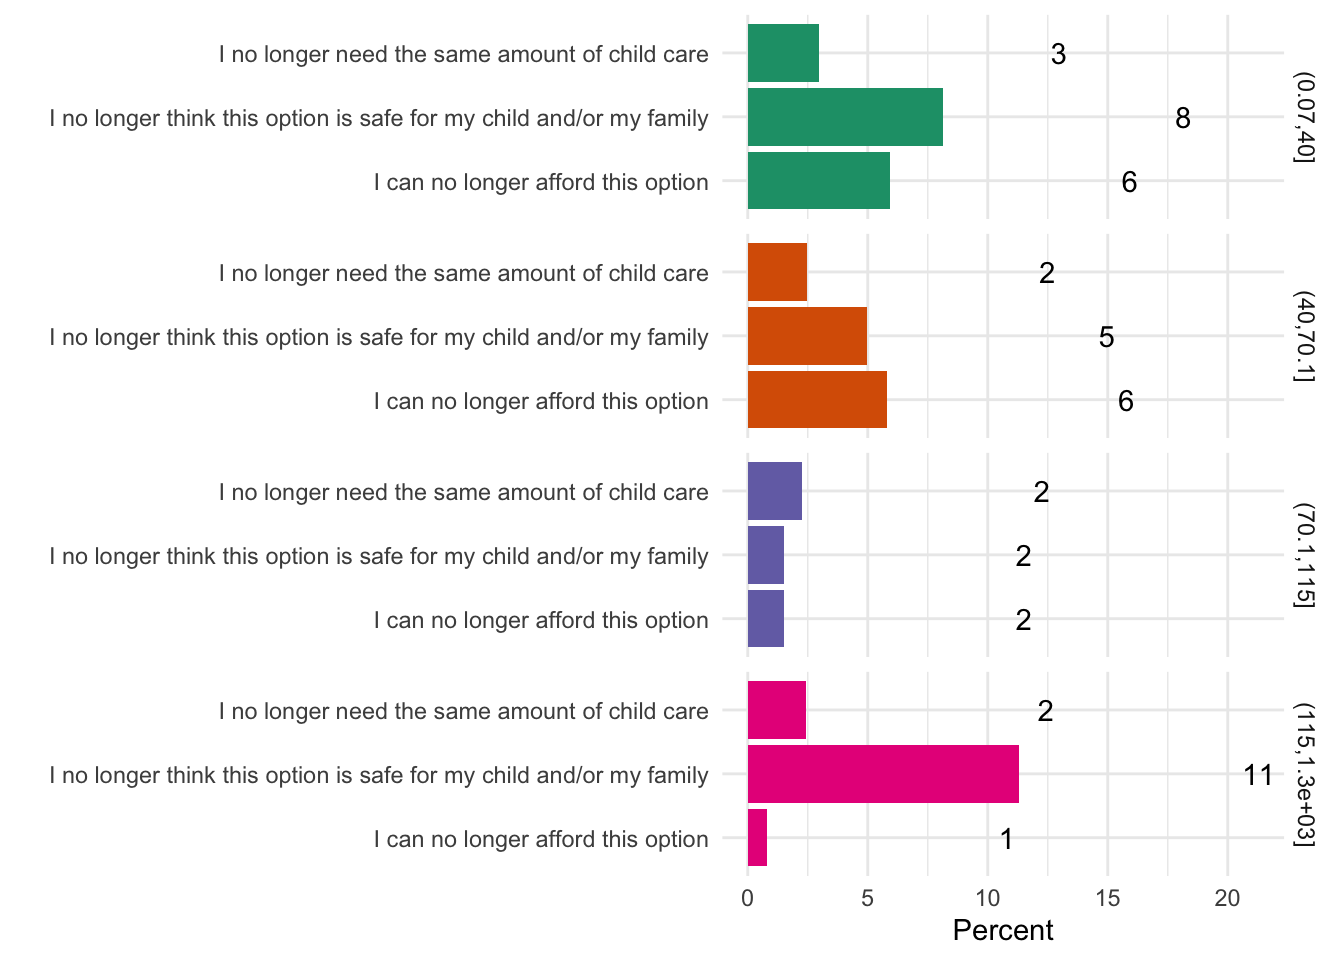 I no longer need the same amount of child care 3
I no longer think this option is safe for my child and/or my family 8
I can no longer afford this option 6
(0.07,40]
I no longer need the same amount of child care 2
I no longer think this option is safe for my child and/or my family 5
I can no longer afford this option 6
(40,70.1]
I no longer need the same amount of child care 2
I no longer think this option is safe for my child and/or my family 2
I can no longer afford this option 2
(70.1,115]
I no longer need the same amount of child care 2
I no longer think this option is safe for my child and/or my family 11
I can no longer afford this option 1
(115,1.3e+03]
0 5 10 15 20
Percent